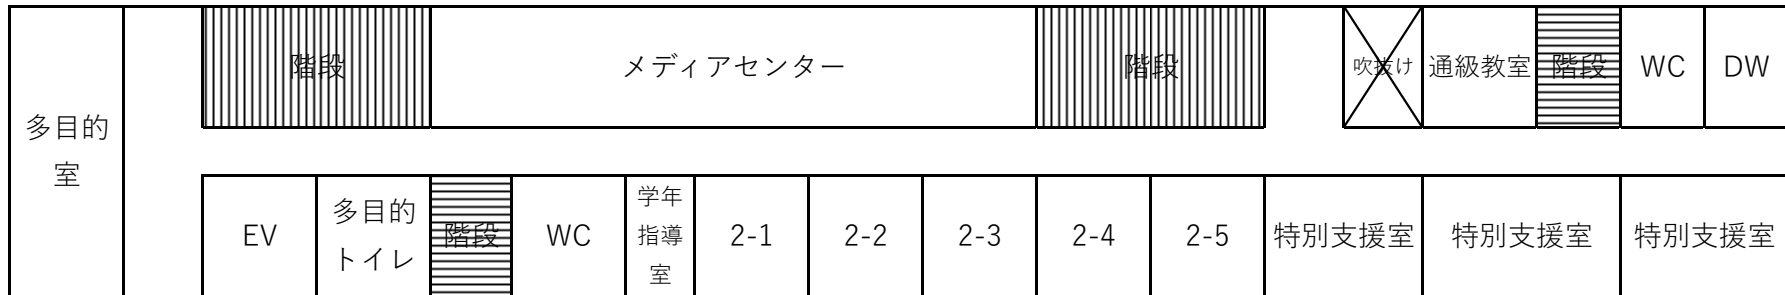 階段
メディアセンター
階段
吹抜け
通級教室
階段
WC
DW
多目的
室
EV
多目的
トイレ
階段
WC
学年
指導
室
2-1
2-2
2-3
2-4
2-5
特別支援室
特別支援室
特別支援室